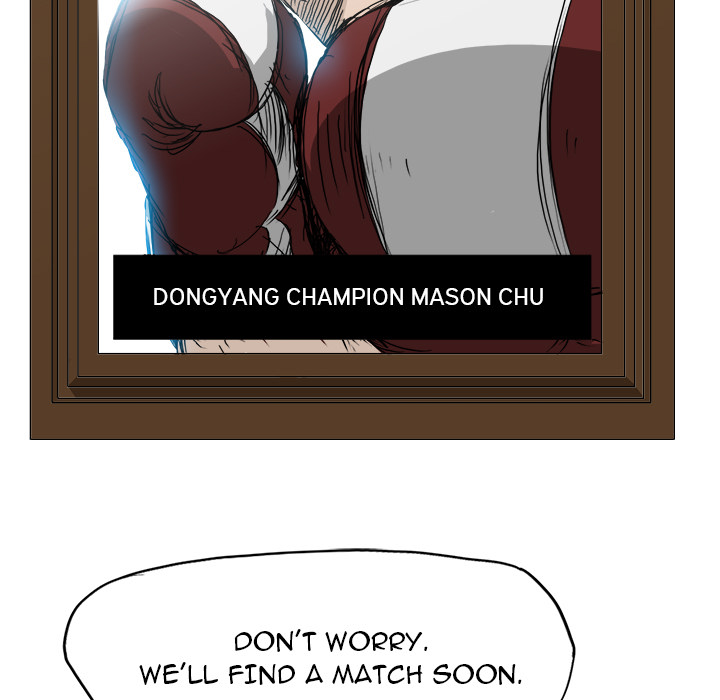 DONGYANG CHAMPION MASON CHU
DON'T WORRY.
WE'LL FIND A MATCH SOON.